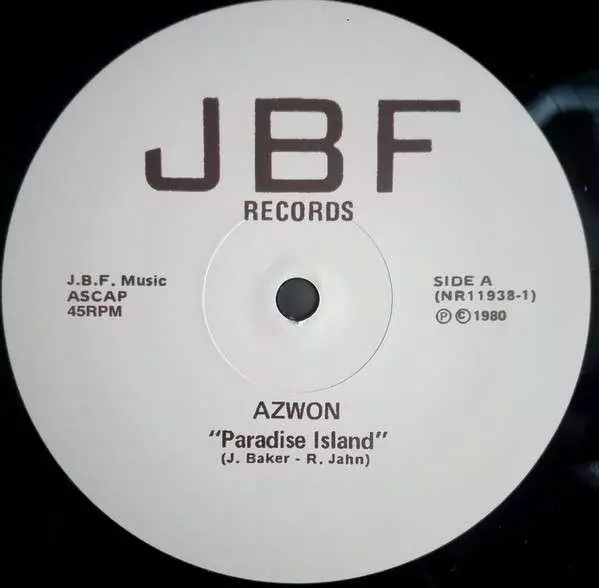 JBF
RECORDS
J.B.F. Music
ASCAP
45RPM
SIDE A
(NR11938-1)
Ⓟ © 1980
AZWON
"Paradise Island"
(J. Baker - R. Jahn)